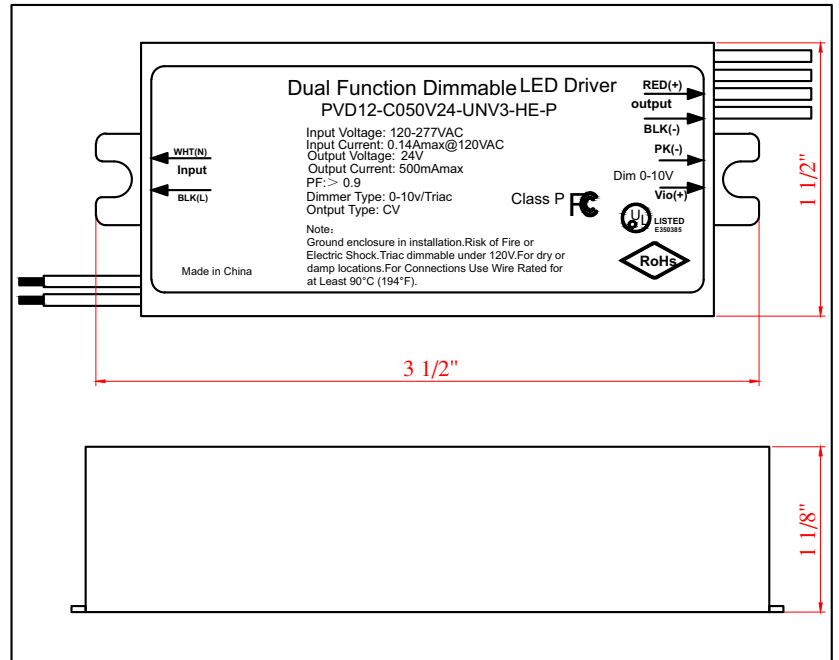 Dual Function Dimmable LED Driver
PVD12-C050V24-UNV3-HE-P
Input Voltage: 120-277VAC
Input Current: 0.14Amax@120VAC
Output Voltage: 24V
Output Current: 500mAmax
PF:> 0.9
Dimmer Type: 0-10v/Triac
Ontput Type: CV
Note:
Ground enclosure in installation.Risk of Fire or
Electric Shock.Triac dimmable under 120V.For dry or
damp locations.For Connections Use Wire Rated for
at Least 90°C (194°F).
WHT(N)
Input
BLK(L)
Made in China
RED(+)
output
BLK(-)
PK(-)
Dim 0-10V
Vio(+)
Class P
FC
UL
LISTED
E350385
RoHs
1 1/2"
3 1/2"
1 1/8"